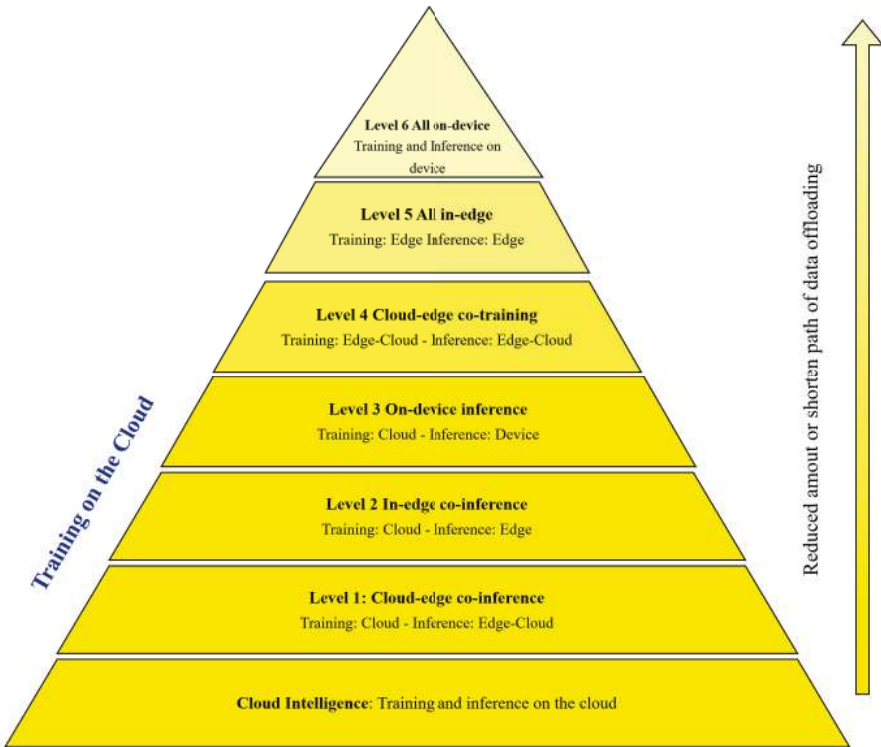 Level 6 All on-device
Training and Inference on
device
Level 5 All in-edge
Training: Edge Inference: Edge
Level 4 Cloud-edge co-training
Training: Edge-Cloud - Inference: Edge-Cloud
Level 3 On-device inference
Training: Cloud - Inference: Device
Level 2 In-edge co-inference
Training: Cloud - Inference: Edge
Level 1: Cloud-edge co-inference
Training: Cloud - Inference: Edge-Cloud
Cloud Intelligence: Training and inference on the cloud
Training on the Cloud
Reduced amout or shorten path of data offloading